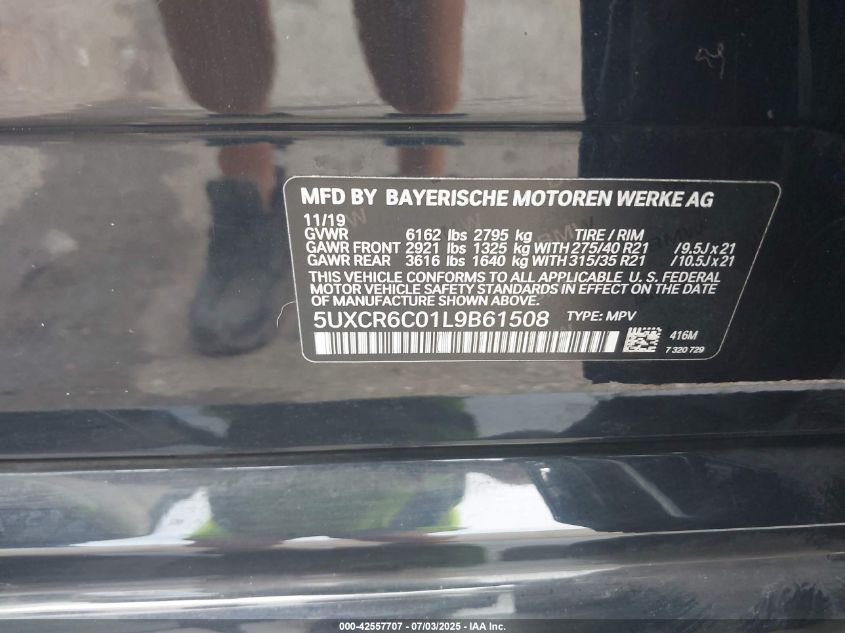 MFD BY BAYERISCHE MOTOREN WERKE AG
11/19
GVWR 6162 lbs 2795 kg TIRE / RIM
GAWR FRONT 2921 lbs 1325 kg WITH 275/40 R21 /9.5J x 21
GAWR REAR 3616 lbs 1640 kg WITH 315/35 R21 /10.5J x 21
THIS VEHICLE CONFORMS TO ALL APPLICABLE U. S. FEDERAL
MOTOR VEHICLE SAFETY STANDARDS IN EFFECT ON THE DATE
OF MANUFACTURE SHOWN ABOVE.
5UXCR6C01L9B61508 TYPE: MPV
416M
7 320 729
000-42557707 - 07/03/2025 - IAA Inc.